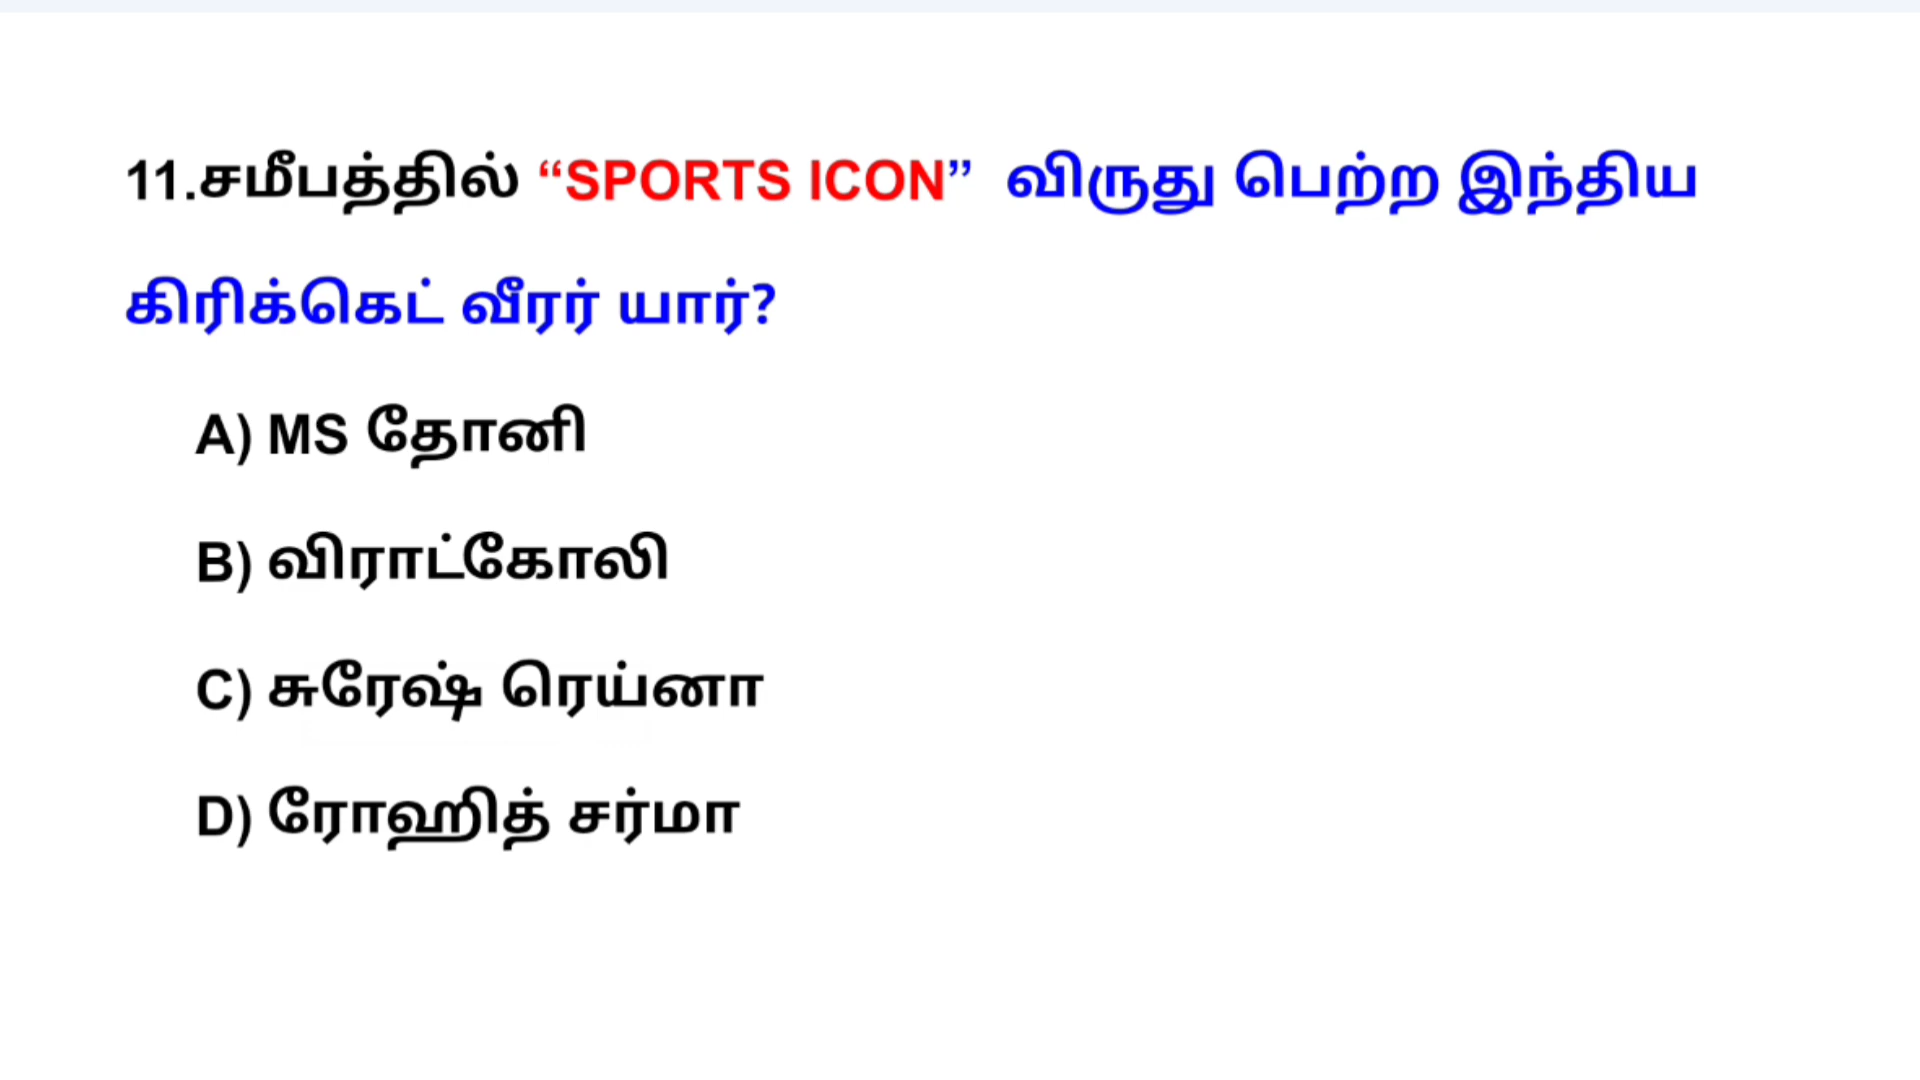 11.சமீபத்தில் “SPORTS ICON” விருது பெற்ற இந்திய
கிரிக்கெட் வீரர் யார்?
A) MS தோனி
B) விராட்கோலி
C) சுரேஷ் ரெய்னா
D) ரோஹித் சர்மா